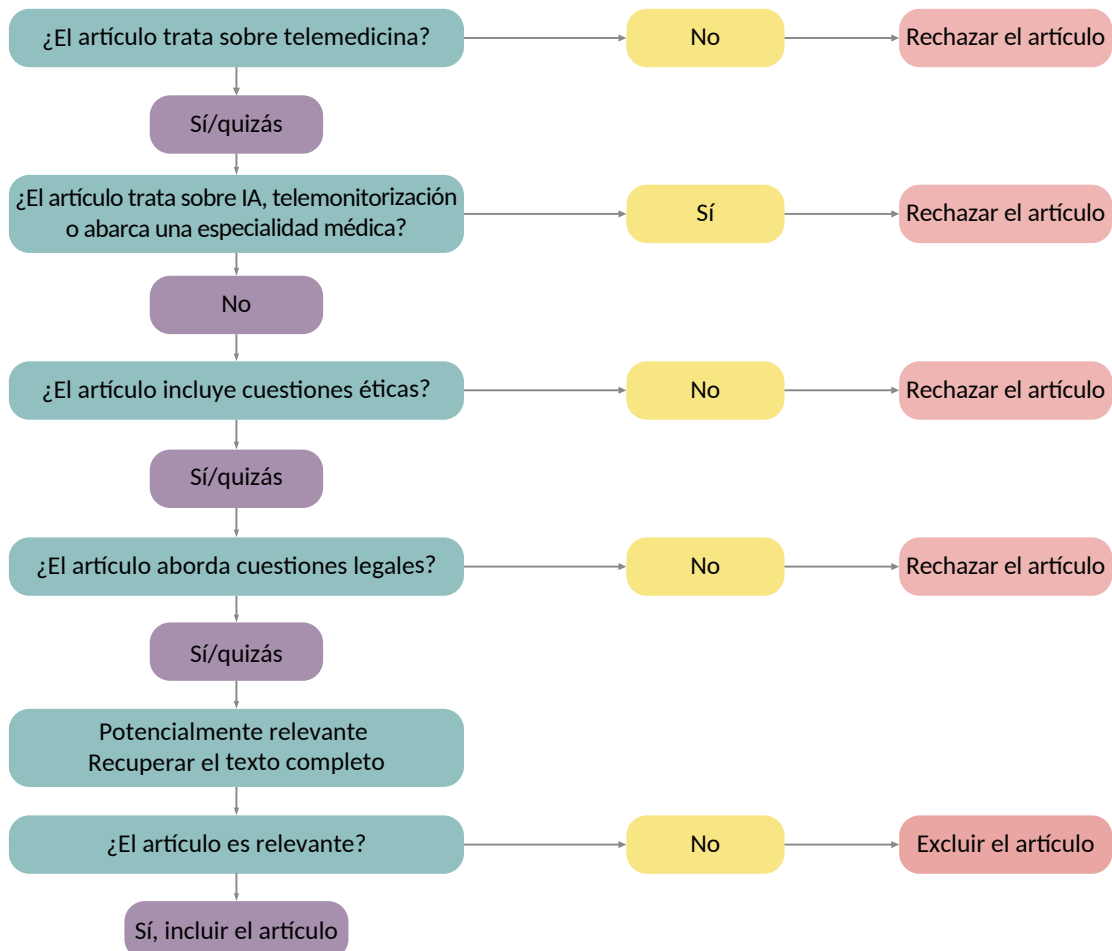 ¿El artículo trata sobre telemedicina?
No
Rechazar el artículo
Sí/quizás
¿El artículo trata sobre IA, telemonitorización
o abarca una especialidad médica?
Sí
Rechazar el artículo
No
¿El artículo incluye cuestiones éticas?
No
Rechazar el artículo
Sí/quizás
¿El artículo aborda cuestiones legales?
No
Rechazar el artículo
Sí/quizás
Potencialmente relevante
Recuperar el texto completo
¿El artículo es relevante?
No
Excluir el artículo
Sí, incluir el artículo